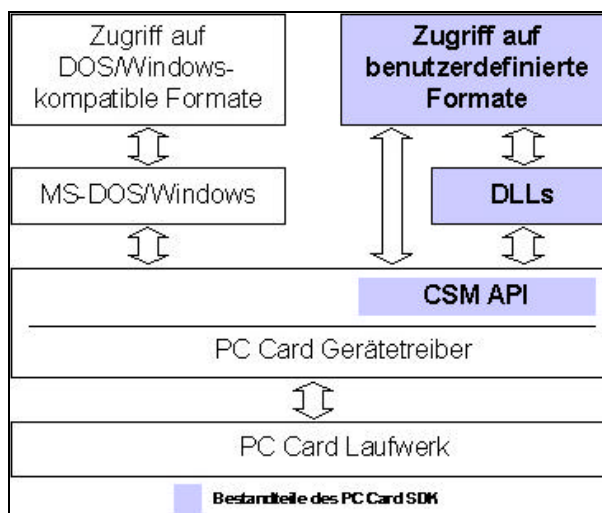 Zugriff auf
DOS/Windows-
kompatible Formate
Zugriff auf
benutzerdefinierte
Formate
MS-DOS/Windows
DLLs
CSM API
PC Card Gerätetreiber
PC Card Laufwerk
Bestandteile des PC Card SDK